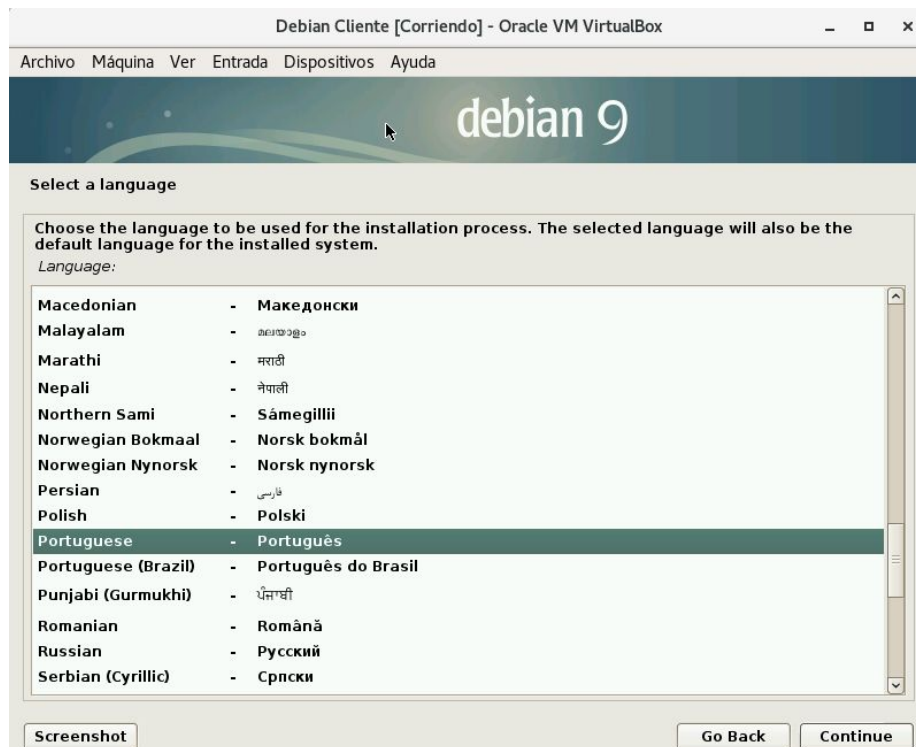 Debian Cliente [Corriendo] - Oracle VM VirtualBox
Archivo Máquina Ver Entrada Dispositivos Ayuda
debian 9
Select a language
Choose the language to be used for the installation process. The selected language will also be the
default language for the installed system.
Language:
Macedonian - Македонски
Malayalam - മലയാളം
Marathi - मराठी
Nepali - नेपाली
Northern Sami - Sámegillii
Norwegian Bokmaal - Norsk bokmål
Norwegian Nynorsk - Norsk nynorsk
Persian - فارسی
Polish - Polski
Portuguese - Português
Portuguese (Brazil) - Português do Brasil
Punjabi (Gurmukhi) - ਪੰਜਾਬੀ
Romanian - Română
Russian - Русский
Serbian (Cyrillic) - Српски
Screenshot Go Back Continue